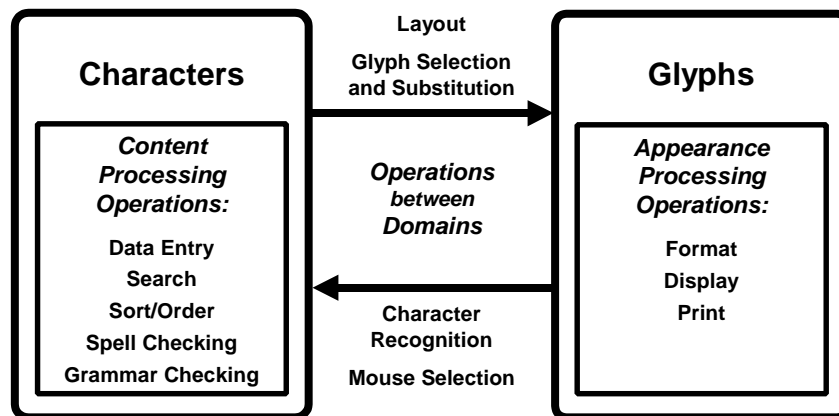 Characters
Content
Processing
Operations:
Data Entry
Search
Sort/Order
Spell Checking
Grammar Checking
Layout
Glyph Selection
and Substitution
Operations
between
Domains
Character
Recognition
Mouse Selection
Glyphs
Appearance
Processing
Operations:
Format
Display
Print